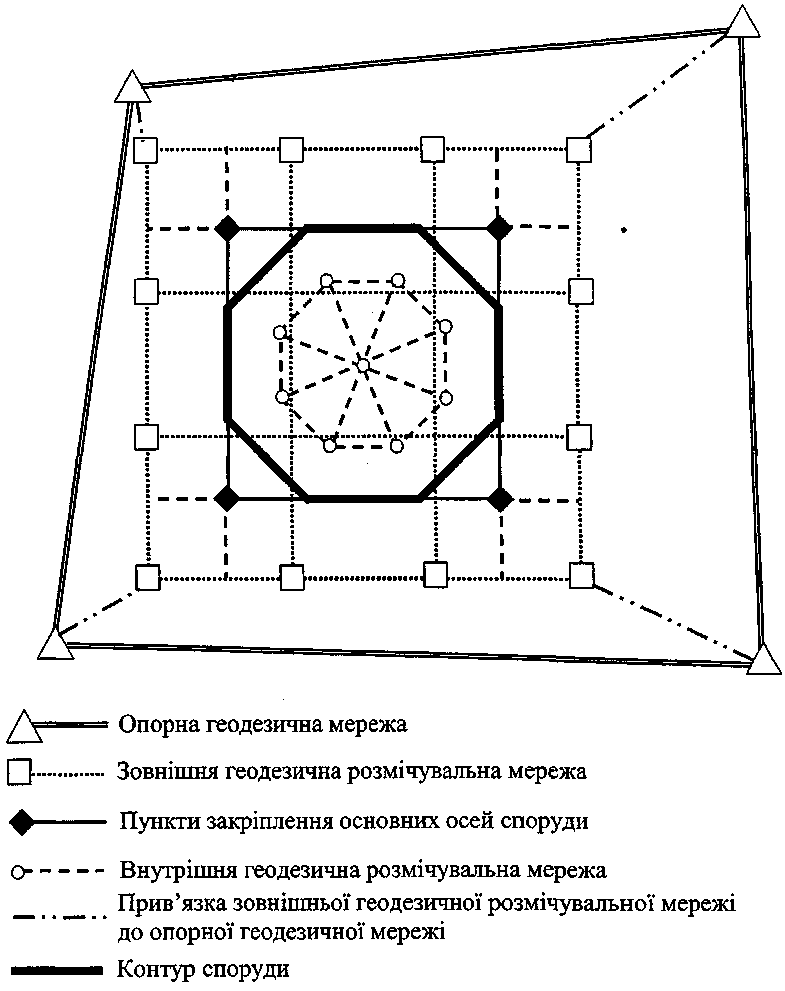 Опорна геодезична мережа
Зовнішня геодезична розмічувальна мережа
Пункти закріплення основних осей споруди
Внутрішня геодезична розмічувальна мережа
Прив’язка зовнішньої геодезичної розмічувальної мережі
до опорної геодезичної мережі
Контур споруди